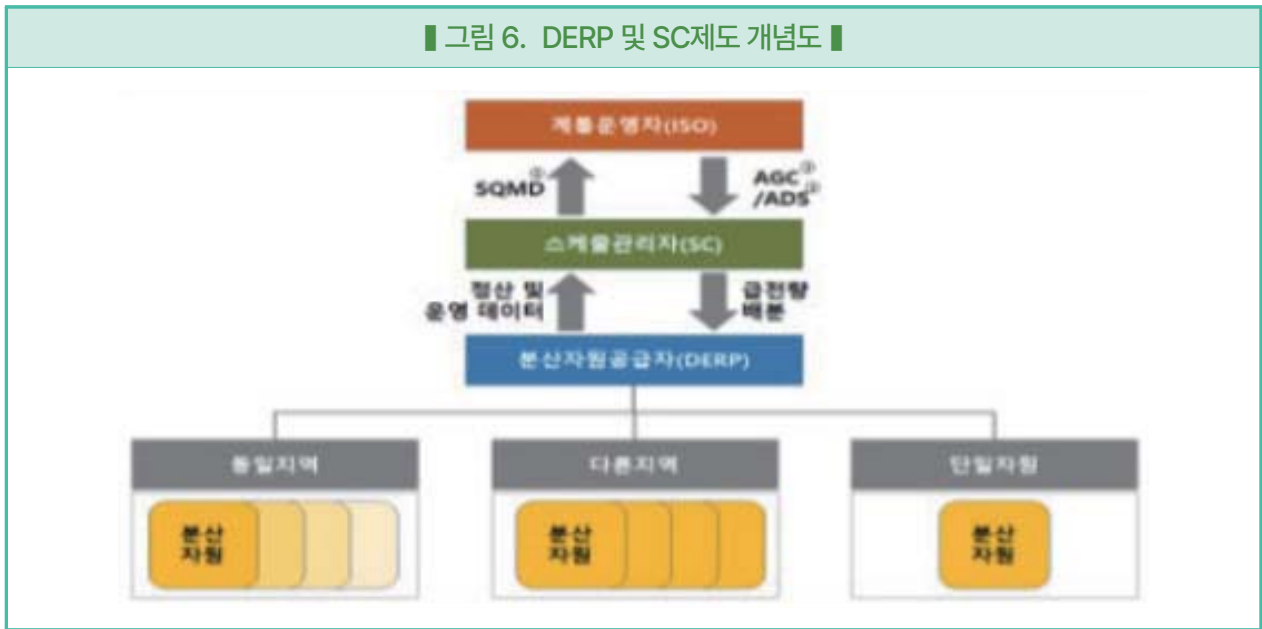 ▌그림 6. DERP 및 SC제도 개념도▐
계통운영자(ISO)
SQMD①
AGC③
/ADS②
스케줄관리자(SC)
정산 및
운영 데이터
급전량
배분
분산자원공급자(DERP)
동일지역
다른지역
단일자원
분산
자원
분산
자원
분산
자원